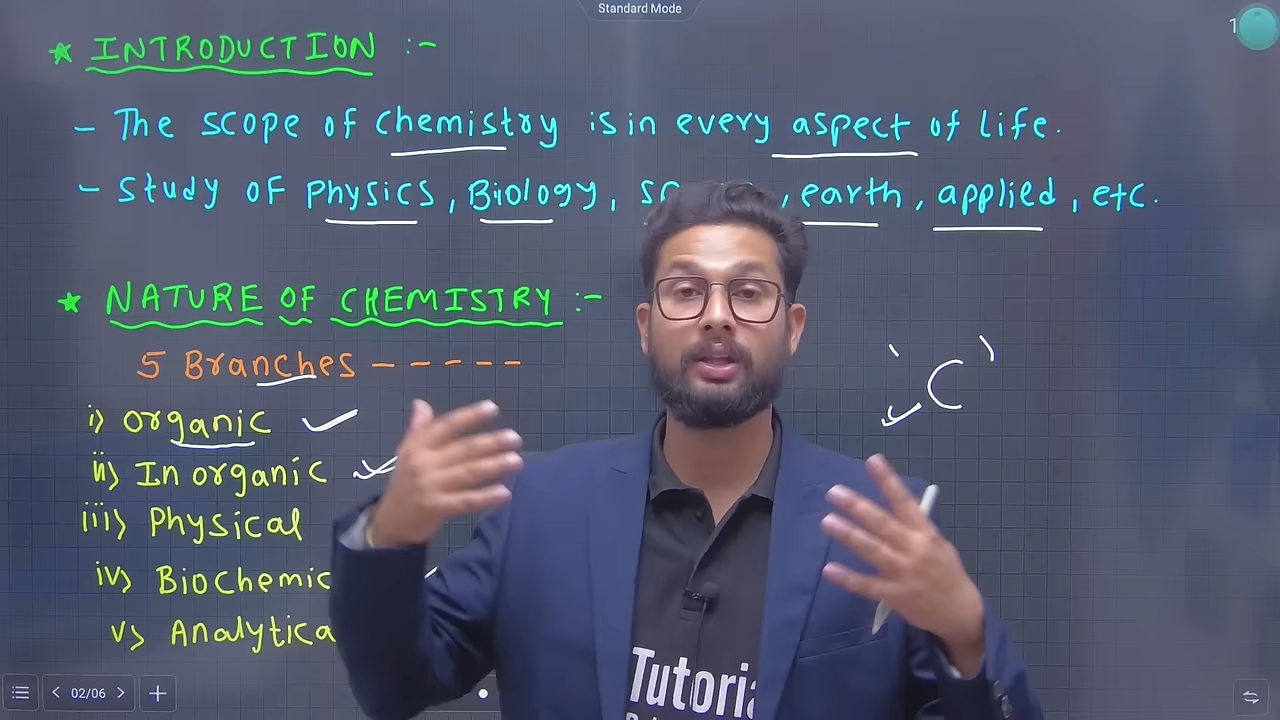 Standard Mode
1
* INTRODUCTION :-
- The scope of chemistry is in every aspect of life.
- Study of Physics, Biology, , earth, applied, etc.
* NATURE OF CHEMISTRY :-
5 Branches - - - - -
i) Organic ✓
ii) In organic ✓
iii) Physical
iv) Biochemic
v) Analytica
'C'
Tutoria
02/06